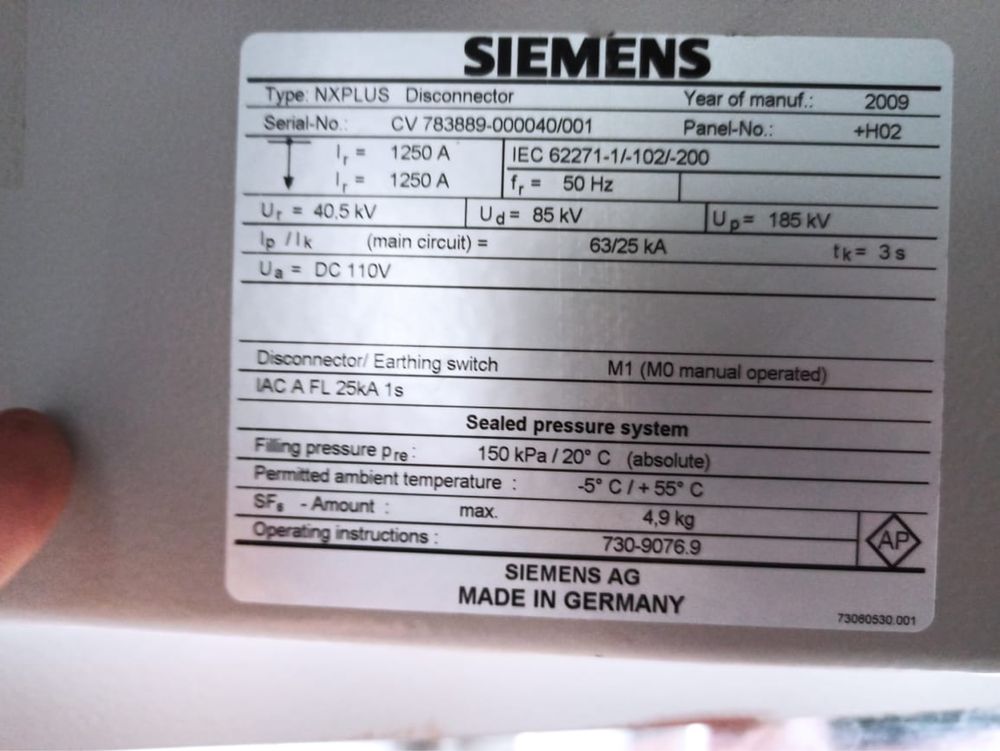 SIEMENS
Type: NXPLUS Disconnector Year of manuf.: 2009
Serial-No.: CV 783889-000040/001 Panel-No.: +H02
Ir = 1250 A IEC 62271-1/-102/-200
Ir = 1250 A fr = 50 Hz
Ur = 40,5 kV Ud = 85 kV Up = 185 kV
Ip /Ik (main circuit) = 63/25 kA tk = 3 s
Ua = DC 110V
Disconnector/ Earthing switch M1 (M0 manual operated)
IAC A FL 25kA 1s
Sealed pressure system
Filling pressure pre : 150 kPa / 20° C (absolute)
Permitted ambient temperature : -5° C / + 55° C
SF6 - Amount : max. 4,9 kg
Operating instructions : 730-9076.9
AP
SIEMENS AG
MADE IN GERMANY
73060530.001